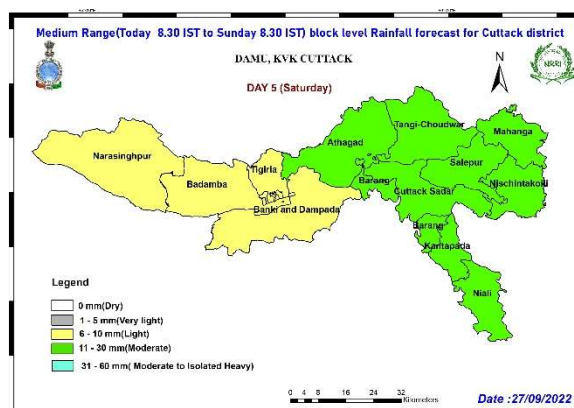 Medium Range(Today 8.30 IST to Sunday 8.30 IST) block level Rainfall forecast for Cuttack district
DAMU, KVK CUTTACK
NRRI
N
DAY 5 (Saturday)
Tangi-Choudwar
Mahanga
Athagad
Narasinghpur
Salepur
Tigiria
Badamba
Barang
Nischintakoili
Cuttack Sadar
Banki and Dampada
Barang
Kantapada
Niali
Legend
0 mm(Dry)
1 - 5 mm(Very light)
6 - 10 mm(Light)
11 - 30 mm(Moderate)
31 - 60 mm( Moderate to Isolated Heavy)
0 4 8 16 24 32
Kilometers
Date :27/09/2022